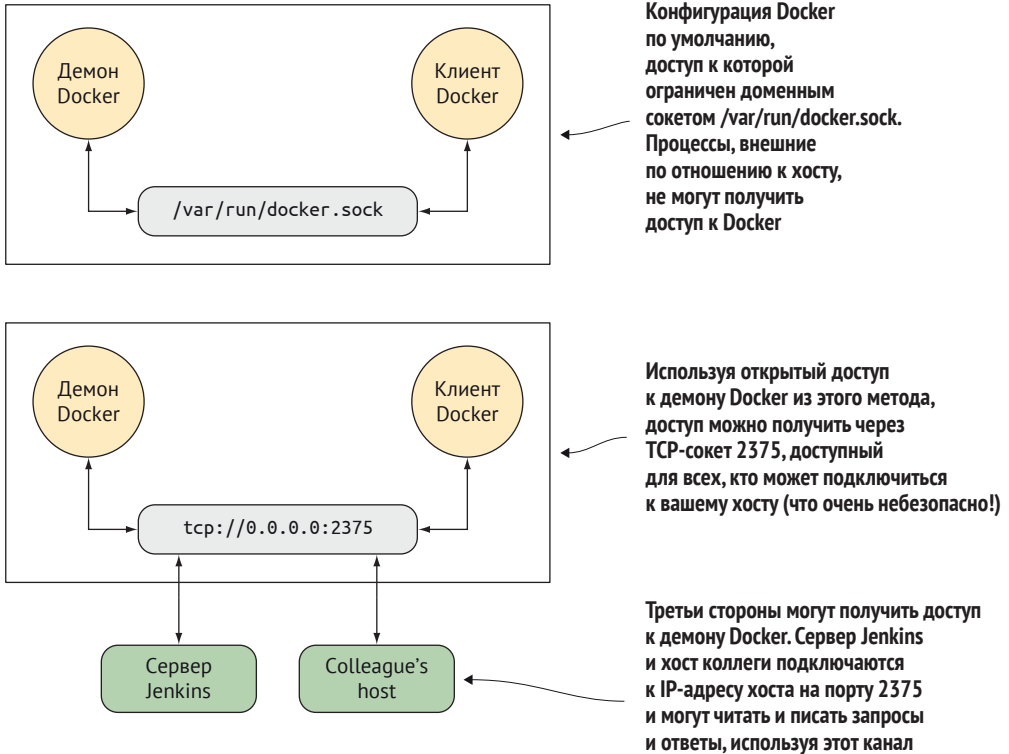 Демон
Docker
Клиент
Docker
/var/run/docker.sock
Конфигурация Docker
по умолчанию,
доступ к которой
ограничен доменным
сокетом /var/run/docker.sock.
Процессы, внешние
по отношению к хосту,
не могут получить
доступ к Docker
Демон
Docker
Клиент
Docker
tcp://0.0.0.0:2375
Используя открытый доступ
к демону Docker из этого метода,
доступ можно получить через
TCP-сокет 2375, доступный
для всех, кто может подключиться
к вашему хосту (что очень небезопасно!)
Сервер
Jenkins
Colleague's
host
Третьи стороны могут получить доступ
к демону Docker. Сервер Jenkins
и хост коллеги подключаются
к IP-адресу хоста на порту 2375
и могут читать и писать запросы
и ответы, используя этот канал